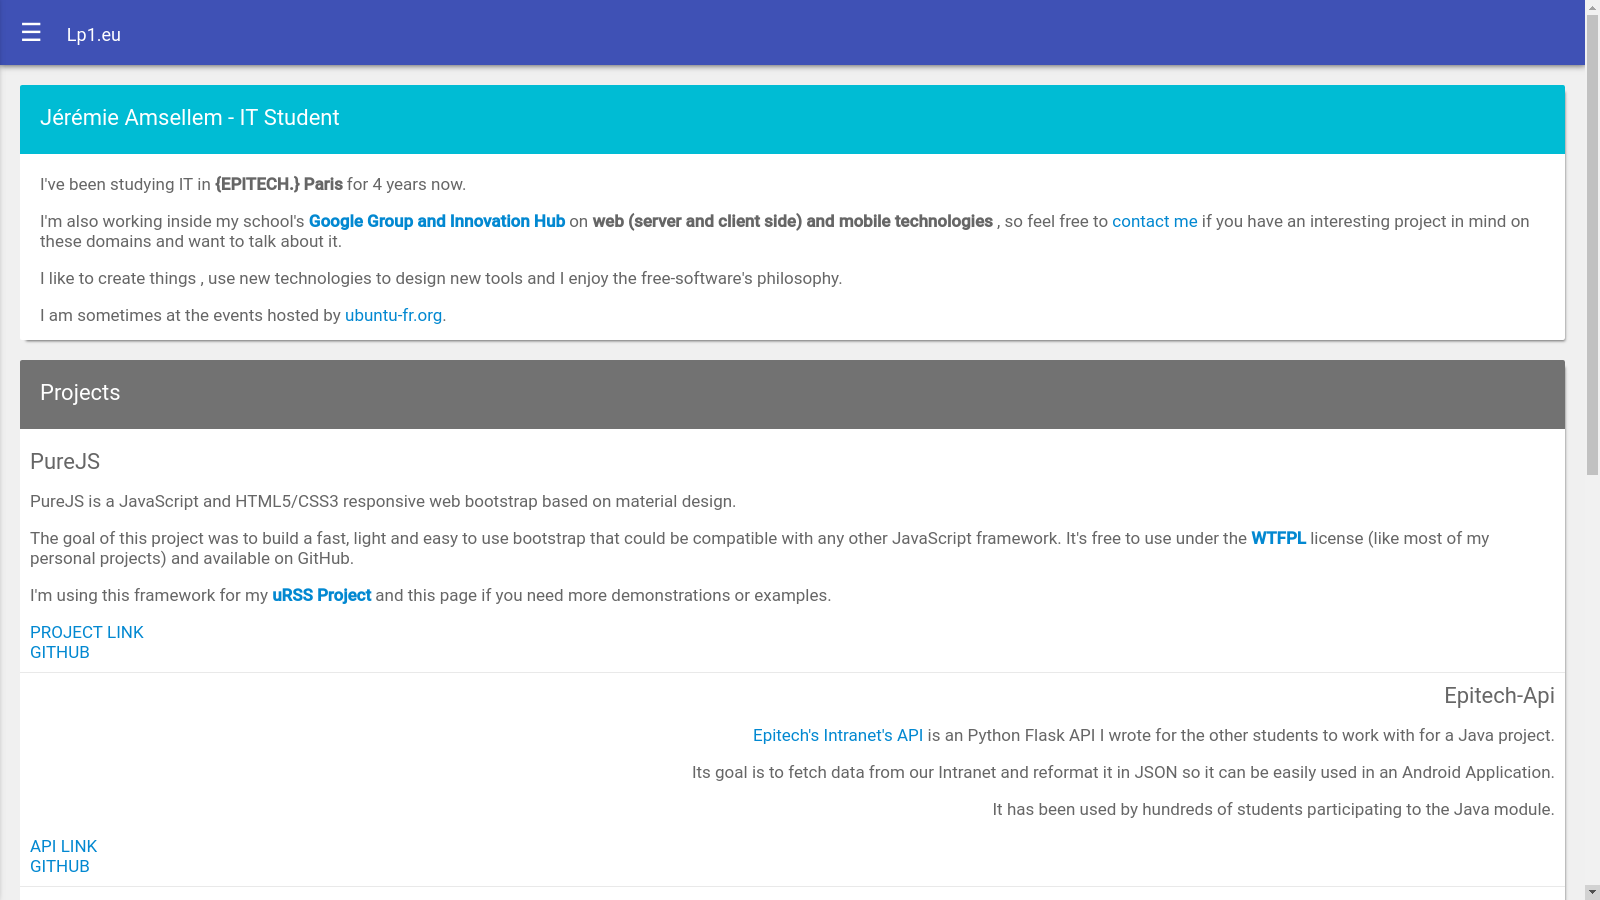 ☰ Lp1.eu
Jérémie Amsellem - IT Student
I've been studying IT in {EPITECH.} Paris for 4 years now.
I'm also working inside my school's Google Group and Innovation Hub on web (server and client side) and mobile technologies , so feel free to contact me if you have an interesting project in mind on
these domains and want to talk about it.
I like to create things , use new technologies to design new tools and I enjoy the free-software's philosophy.
I am sometimes at the events hosted by ubuntu-fr.org.
Projects
PureJS
PureJS is a JavaScript and HTML5/CSS3 responsive web bootstrap based on material design.
The goal of this project was to build a fast, light and easy to use bootstrap that could be compatible with any other JavaScript framework. It's free to use under the WTFPL license (like most of my
personal projects) and available on GitHub.
I'm using this framework for my uRSS Project and this page if you need more demonstrations or examples.
PROJECT LINK
GITHUB
Epitech-Api
Epitech's Intranet's API is an Python Flask API I wrote for the other students to work with for a Java project.
Its goal is to fetch data from our Intranet and reformat it in JSON so it can be easily used in an Android Application.
It has been used by hundreds of students participating to the Java module.
API LINK
GITHUB